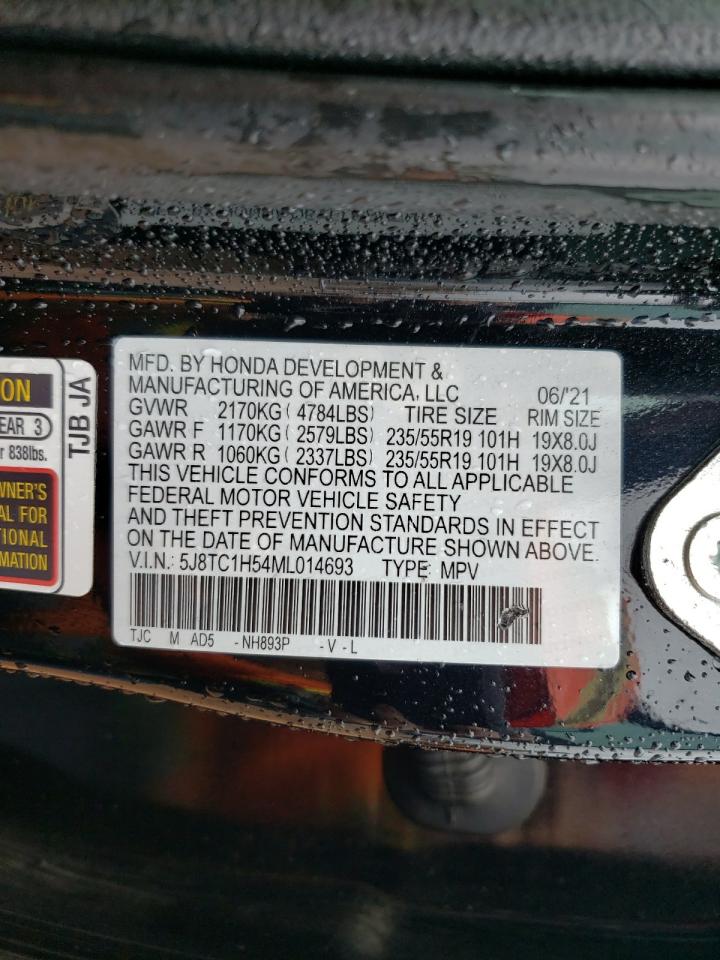 MFD. BY HONDA DEVELOPMENT &
MANUFACTURING OF AMERICA, LLC 06/'21
GVWR 2170KG ( 4784LBS) TIRE SIZE RIM SIZE
GAWR F 1170KG ( 2579LBS) 235/55R19 101H 19X8.0J
GAWR R 1060KG ( 2337LBS) 235/55R19 101H 19X8.0J
THIS VEHICLE CONFORMS TO ALL APPLICABLE
FEDERAL MOTOR VEHICLE SAFETY
AND THEFT PREVENTION STANDARDS IN EFFECT
ON THE DATE OF MANUFACTURE SHOWN ABOVE.
V.I.N.: 5J8TC1H54ML014693 TYPE: MPV
TJC M AD5 -NH893P -V-L
ON
EAR 3
838lbs.
WNER'S
AL FOR
TION
MATION
TJB JA